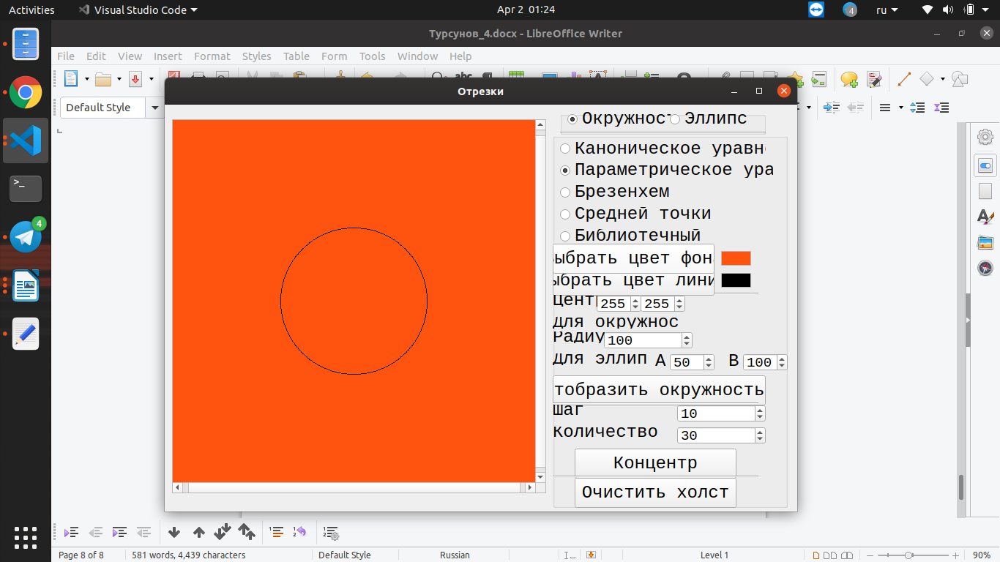 Activities Visual Studio Code Apr 2 01:24 4 ru
Турсунов_4.docx - LibreOffice Writer
File Edit View Insert Format Styles Table Form Tools Window Help
Default Style
Отрезки
Окружност Эллипс
Каноническое уравн
Параметрическое ура
Брезенхем
Средней точки
Библиотечный
ыбрать цвет фон
ыбрать цвет лини
Центр 255 255
Для окружнос
Радиу 100
Для эллип A 50 B 100
тобразить окружность
Шаг 10
Количество 30
Концентр
Очистить холст
4
Page 8 of 8 581 words, 4,439 characters Default Style Russian Level 1 90%